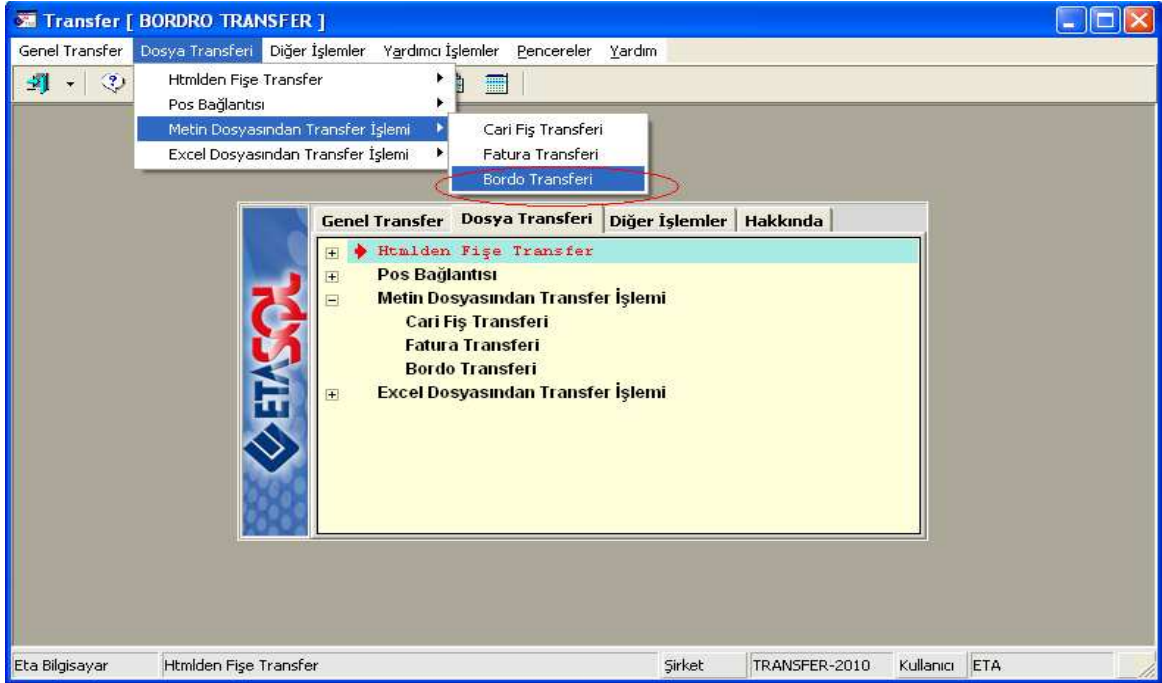 Transfer [ BORDRO TRANSFER ]
Genel Transfer Dosya Transferi Diğer İşlemler Yardımcı İşlemler Pencereler Yardım
Htmlden Fişe Transfer
Pos Bağlantısı
Metin Dosyasından Transfer İşlemi
Excel Dosyasından Transfer İşlemi
Cari Fiş Transferi
Fatura Transferi
Bordo Transferi
Genel Transfer Dosya Transferi Diğer İşlemler Hakkında
Htmlden Fişe Transfer
Pos Bağlantısı
Metin Dosyasından Transfer İşlemi
Cari Fiş Transferi
Fatura Transferi
Bordo Transferi
Excel Dosyasından Transfer İşlemi
ETASQL
Eta Bilgisayar Htmlden Fişe Transfer Şirket TRANSFER-2010 Kullanıcı ETA